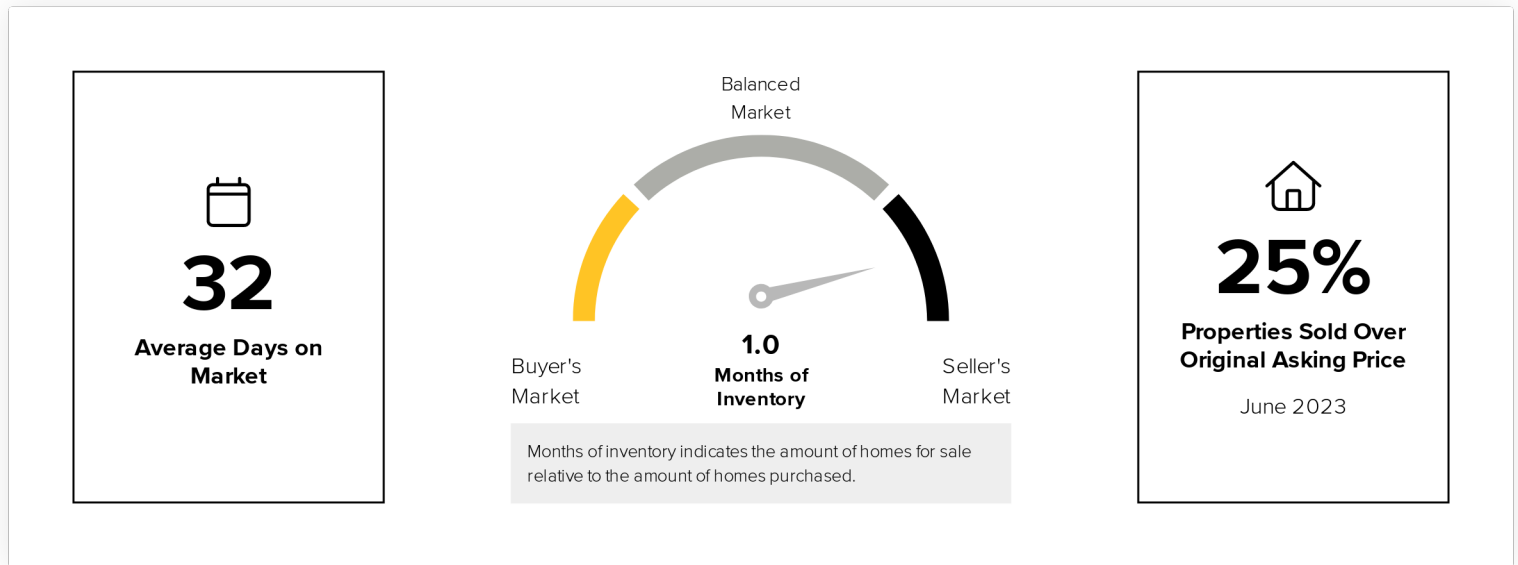 32
Average Days on
Market
Balanced
Market
1.0
Months of
Inventory
Buyer's
Market
Seller's
Market
Months of inventory indicates the amount of homes for sale
relative to the amount of homes purchased.
25%
Properties Sold Over
Original Asking Price
June 2023